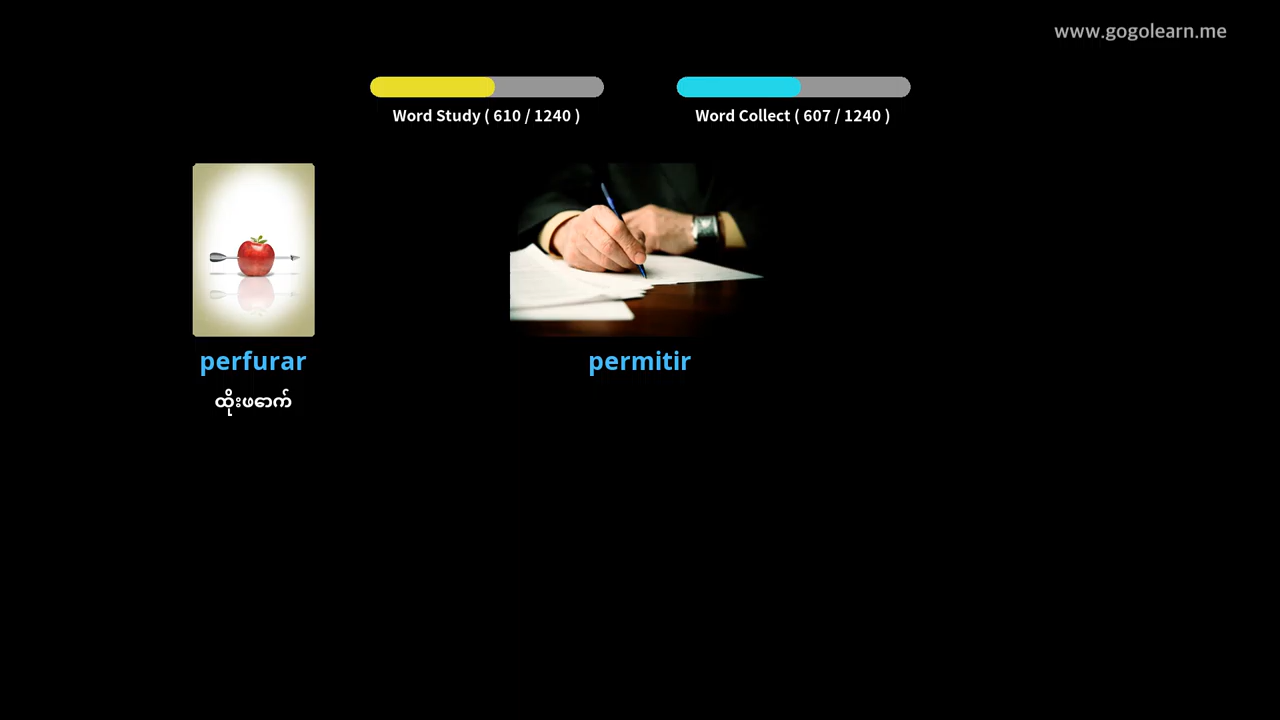 www.gogolearn.me
Word Study ( 610 / 1240 )
Word Collect ( 607 / 1240 )
perfurar
permitir
ထိုးဖောက်